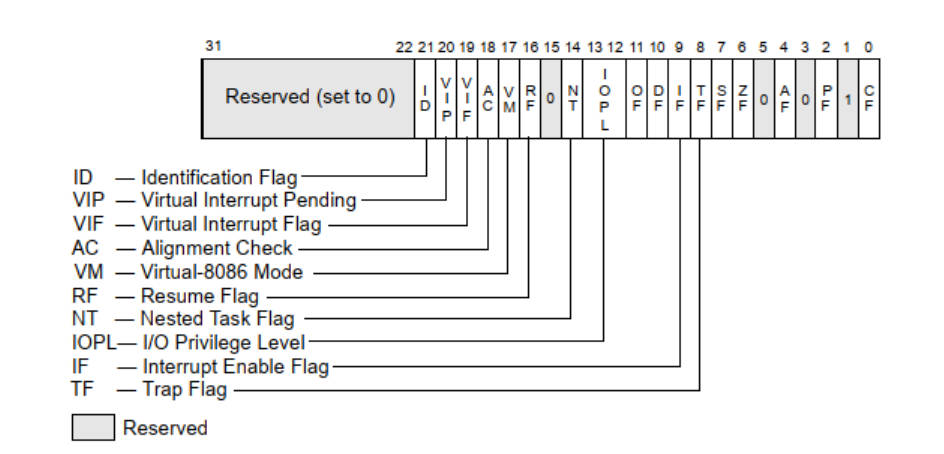 31 22 21 20 19 18 17 16 15 14 13 12 11 10 9 8 7 6 5 4 3 2 1 0
Reserved (set to 0) ID VIP VIF AC VM RF 0 NT IOPL OF DF IF TF SF ZF 0 AF 0 PF 1 CF
ID — Identification Flag
VIP — Virtual Interrupt Pending
VIF — Virtual Interrupt Flag
AC — Alignment Check
VM — Virtual-8086 Mode
RF — Resume Flag
NT — Nested Task Flag
IOPL— I/O Privilege Level
IF — Interrupt Enable Flag
TF — Trap Flag
Reserved